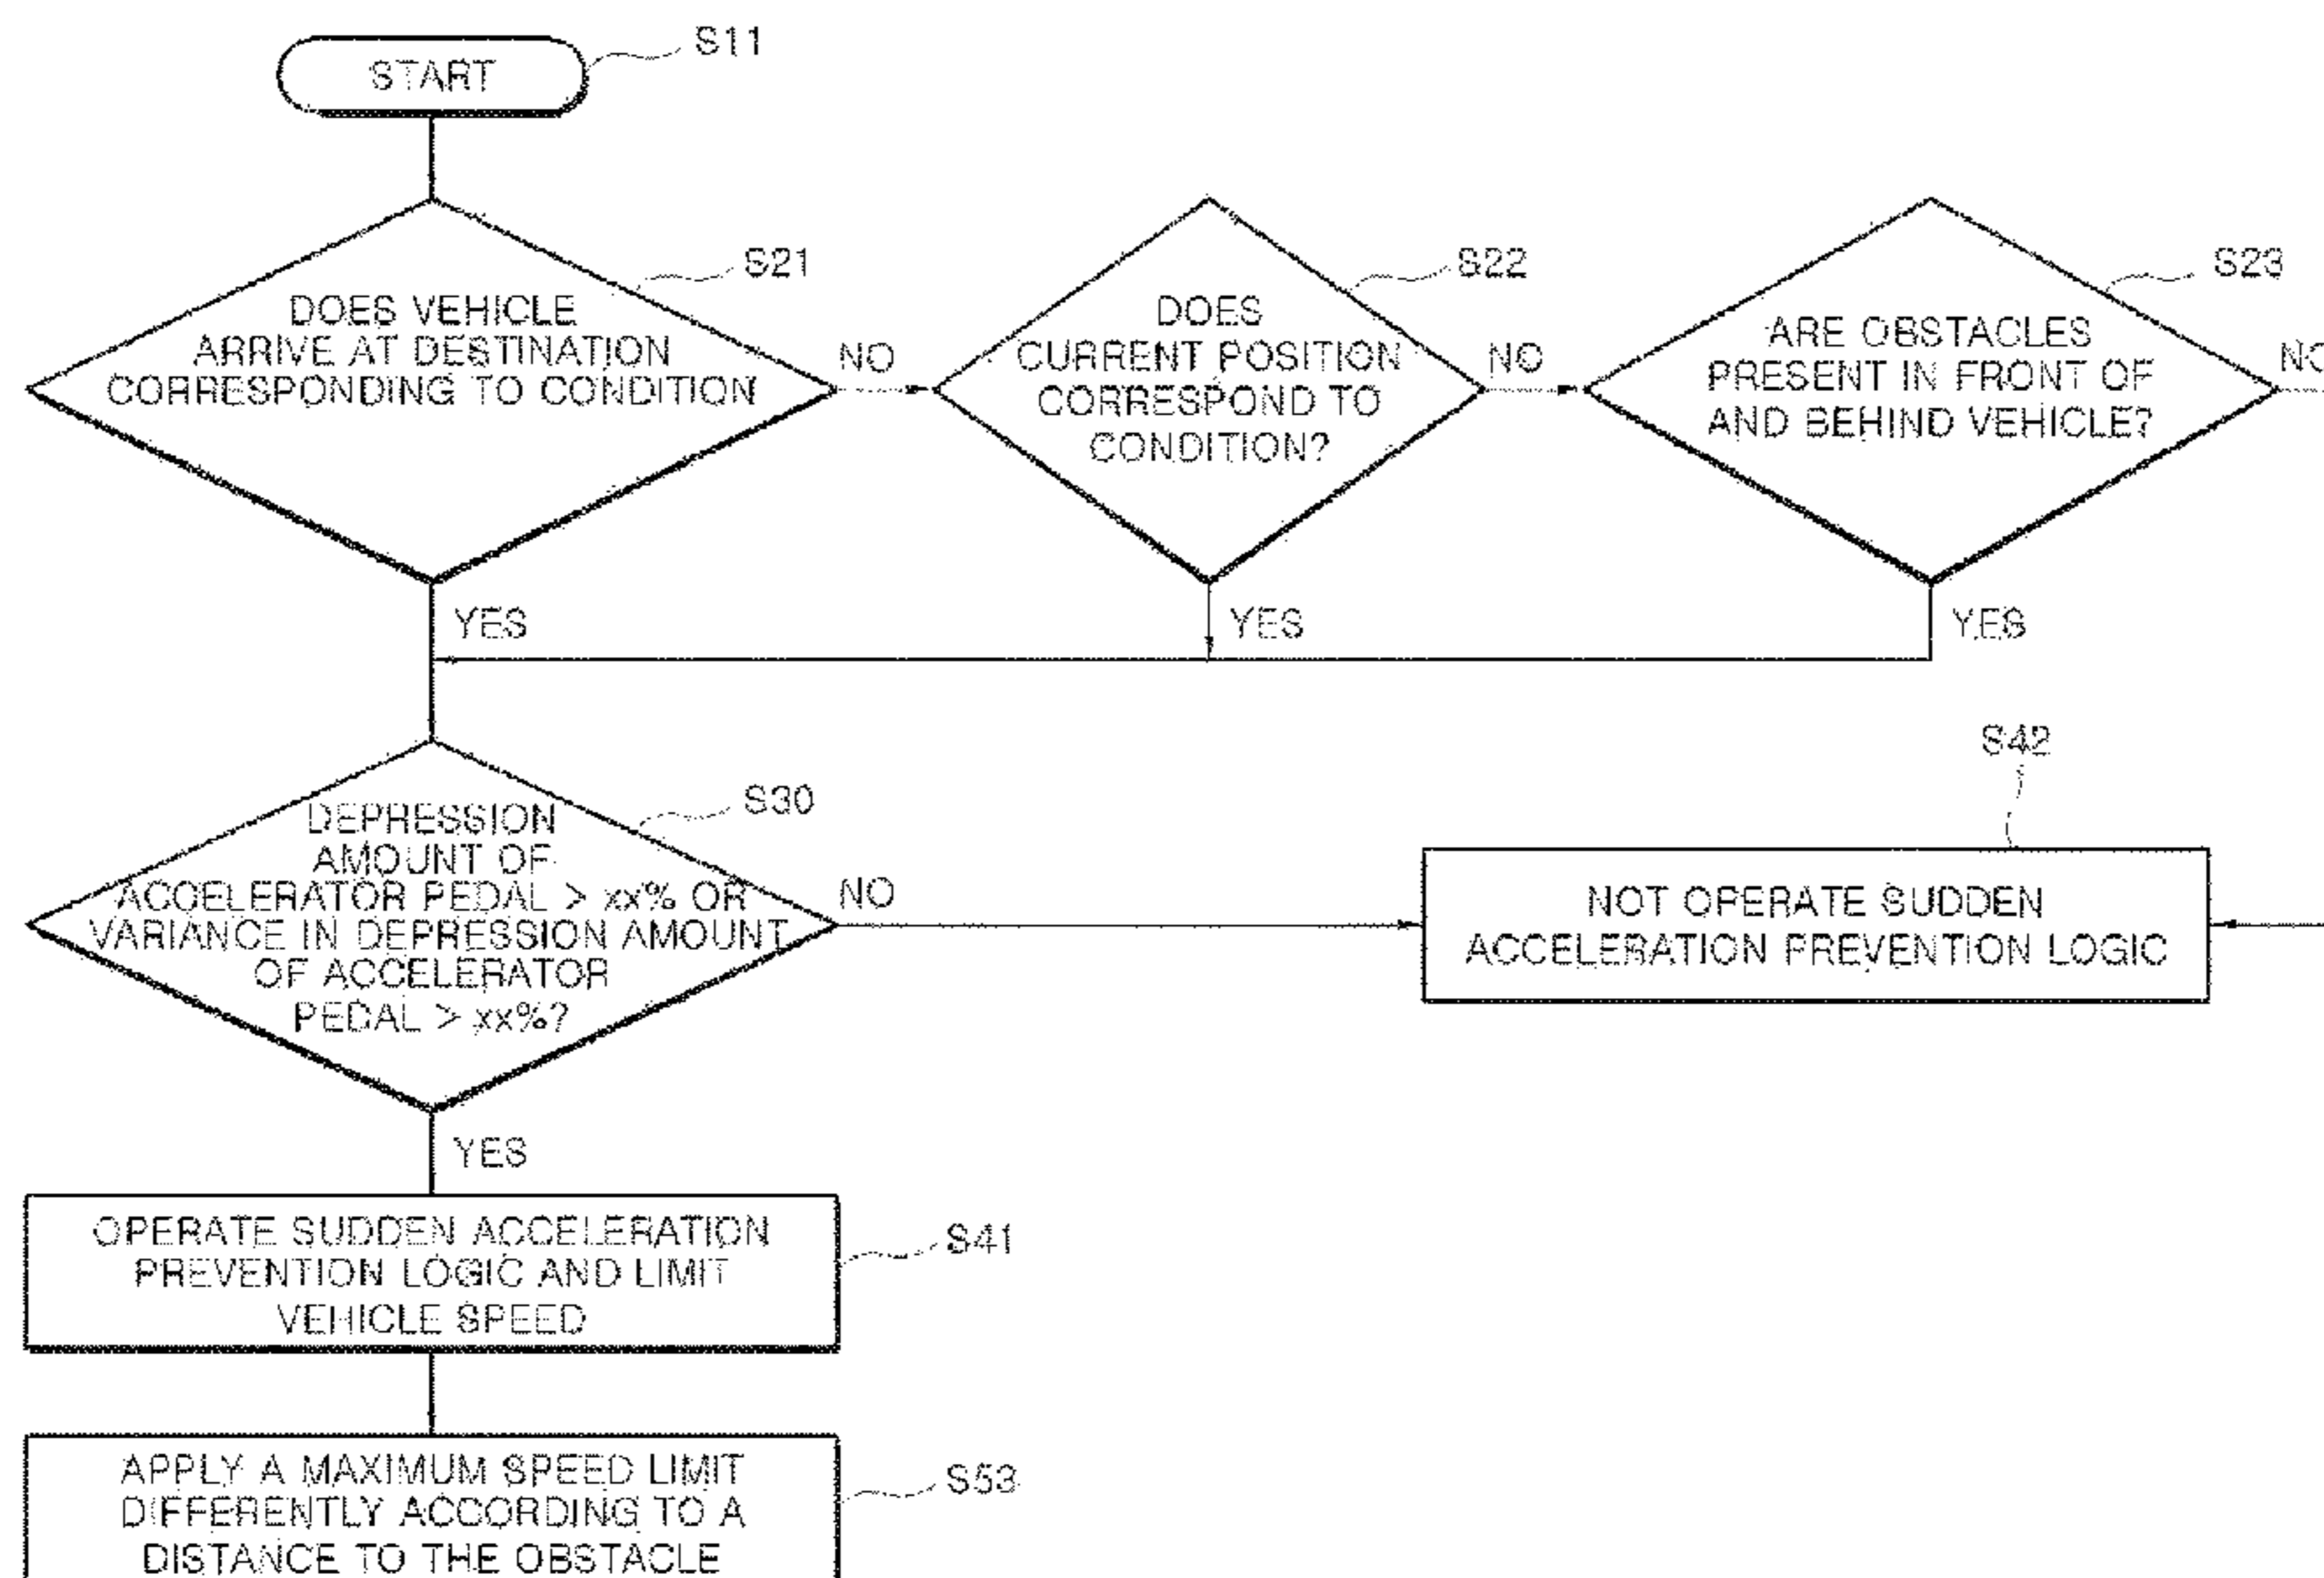 START
S11
S21
DOES VEHICLE
ARRIVE AT DESTINATION
CORRESPONDING TO CONDITION
NO
S22
DOES
CURRENT POSITION
CORRESPOND TO
CONDITION?
NO
S23
ARE OBSTACLES
PRESENT IN FRONT OF
AND BEHIND VEHICLE?
NO
YES
YES
YES
S30
DEPRESSION
AMOUNT OF
ACCELERATOR PEDAL > xx% OR
VARIANCE IN DEPRESSION AMOUNT
OF ACCELERATOR
PEDAL > xx%?
NO
S42
NOT OPERATE SUDDEN
ACCELERATION PREVENTION LOGIC
YES
OPERATE SUDDEN ACCELERATION
PREVENTION LOGIC AND LIMIT
VEHICLE SPEED
S41
APPLY A MAXIMUM SPEED LIMIT
DIFFERENTLY ACCORDING TO A
DISTANCE TO THE OBSTACLE
S53